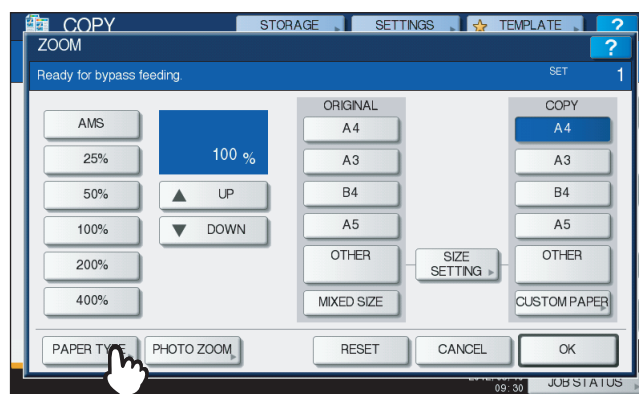 COPY STORAGE SETTINGS TEMPLATE ?
ZOOM ?
Ready for bypass feeding. SET 1
ORIGINAL COPY
AMS A4 A4
25% 100 % A3 A3
50% UP B4 B4
100% DOWN A5 A5
200% OTHER SIZE SETTING OTHER
400% MIXED SIZE CUSTOM PAPER
PHOTO ZOOM RESET CANCEL OK
PAPER
09:30 JOB STATUS